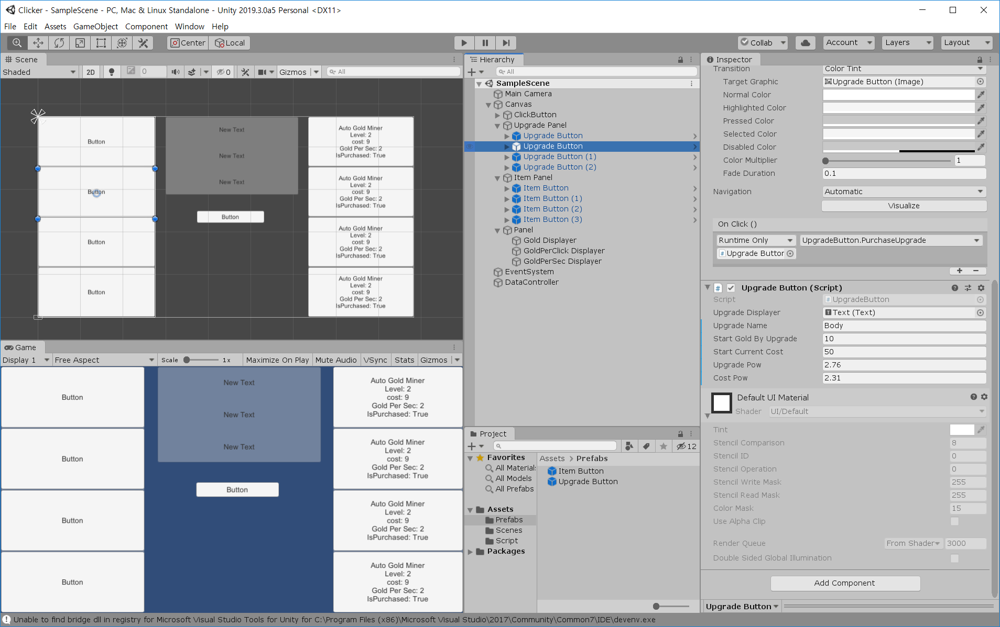 Clicker - SampleScene - PC, Mac & Linux Standalone - Unity 2019.3.0a5 Personal <DX11>
File Edit Assets GameObject Component Window Help
Center Local Collab Account Layers Layout
Scene
Shaded 2D 0 0 Gizmos All
Button
Button
Button
Button
New Text
New Text
New Text
Button
Auto Gold Miner
Level: 2
cost: 9
Gold Per Sec: 2
IsPurchased: True
Auto Gold Miner
Level: 2
cost: 9
Gold Per Sec: 2
IsPurchased: True
Auto Gold Miner
Level: 2
cost: 9
Gold Per Sec: 2
IsPurchased: True
Auto Gold Miner
Level: 2
cost: 9
Gold Per Sec: 2
IsPurchased: True
Game
Display 1 Free Aspect Scale 1x Maximize On Play Mute Audio VSync Stats Gizmos
Button
Button
Button
Button
New Text
New Text
New Text
Button
Auto Gold Miner
Level: 2
cost: 9
Gold Per Sec: 2
IsPurchased: True
Auto Gold Miner
Level: 2
cost: 9
Gold Per Sec: 2
IsPurchased: True
Auto Gold Miner
Level: 2
cost: 9
Gold Per Sec: 2
IsPurchased: True
Auto Gold Miner
Level: 2
cost: 9
Gold Per Sec: 2
IsPurchased: True
Hierarchy
All
SampleScene
Main Camera
Canvas
ClickButton
Upgrade Panel
Upgrade Button
Upgrade Button
Upgrade Button (1)
Upgrade Button (2)
Item Panel
Item Button
Item Button (1)
Item Button (2)
Item Button (3)
Panel
Gold Displayer
GoldPerClick Displayer
GoldPerSec Displayer
EventSystem
DataController
Project
12
Favorites
All Materials
All Models
All Prefabs
Assets
Prefabs
Scenes
Script
Packages
Assets > Prefabs
Item Button
Upgrade Button
Inspector
Transition Color Tint
Target Graphic Upgrade Button (Image)
Normal Color
Highlighted Color
Pressed Color
Selected Color
Disabled Color
Color Multiplier 1
Fade Duration 0.1
Navigation Automatic
Visualize
On Click ()
Runtime Only UpgradeButton.PurchaseUpgrade
Upgrade Button
Upgrade Button (Script)
Script UpgradeButton
Upgrade Displayer Text (Text)
Upgrade Name Body
Start Gold By Upgrade 10
Start Current Cost 50
Upgrade Pow 2.76
Cost Pow 2.31
Default UI Material
Shader UI/Default
Tint
Stencil Comparison 8
Stencil ID 0
Stencil Operation 0
Stencil Write Mask 255
Stencil Read Mask 255
Color Mask 15
Use Alpha Clip
Render Queue From Shader 3000
Double Sided Global Illumination
Add Component
Upgrade Button
Unable to find bridge dll in registry for Microsoft Visual Studio Tools for Unity for C:\Program Files (x86)\Microsoft Visual Studio\2017\Community\Common7\IDE\devenv.exe